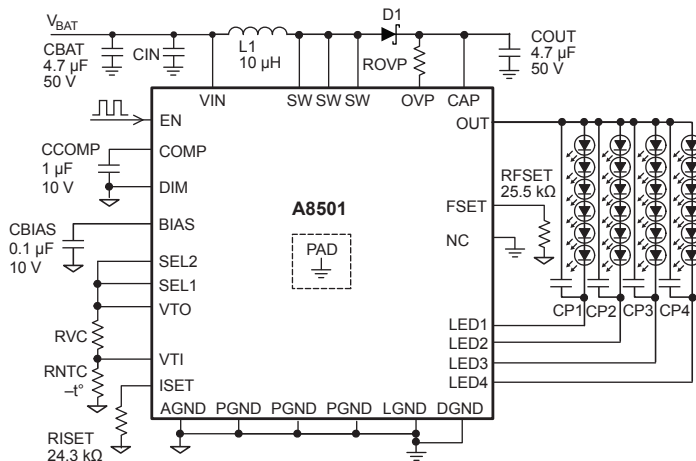 VBAT
D1
CBAT
4.7 µF
50 V
CIN
L1
10 µH
ROVP
COUT
4.7 µF
50 V
VIN
SW SW SW
OVP
CAP
EN
OUT
CCOMP
1 µF
10 V
COMP
DIM
RFSET
25.5 kΩ
A8501
FSET
CBIAS
0.1 µF
10 V
BIAS
PAD
NC
SEL2
SEL1
VTO
RVC
CP1 CP2 CP3 CP4
LED1
LED2
LED3
LED4
VTI
RNTC
–t°
ISET
AGND PGND PGND PGND LGND DGND
RISET
24.3 kΩ